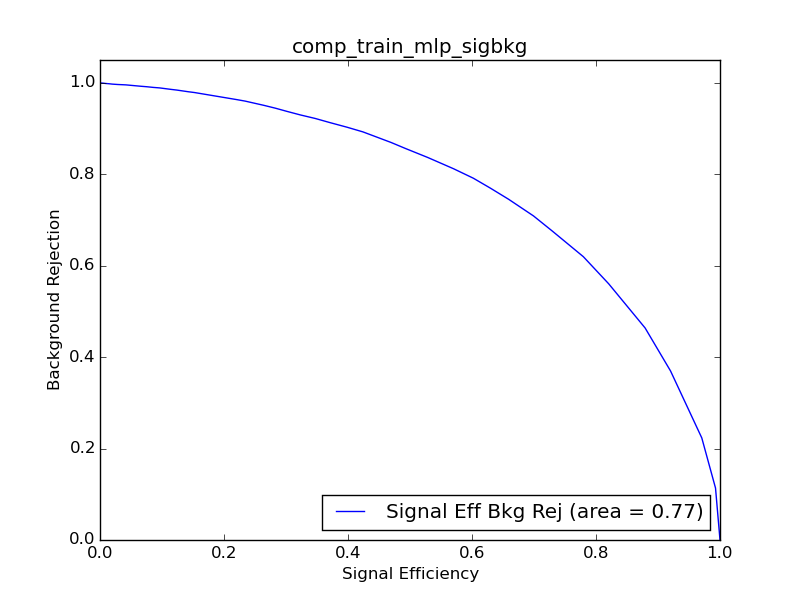 comp_train_mlp_sigbkg
1.0
0.8
0.6
0.4
0.2
0.0
Background Rejection
Signal Eff Bkg Rej (area = 0.77)
0.0 0.2 0.4 0.6 0.8 1.0
Signal Efficiency